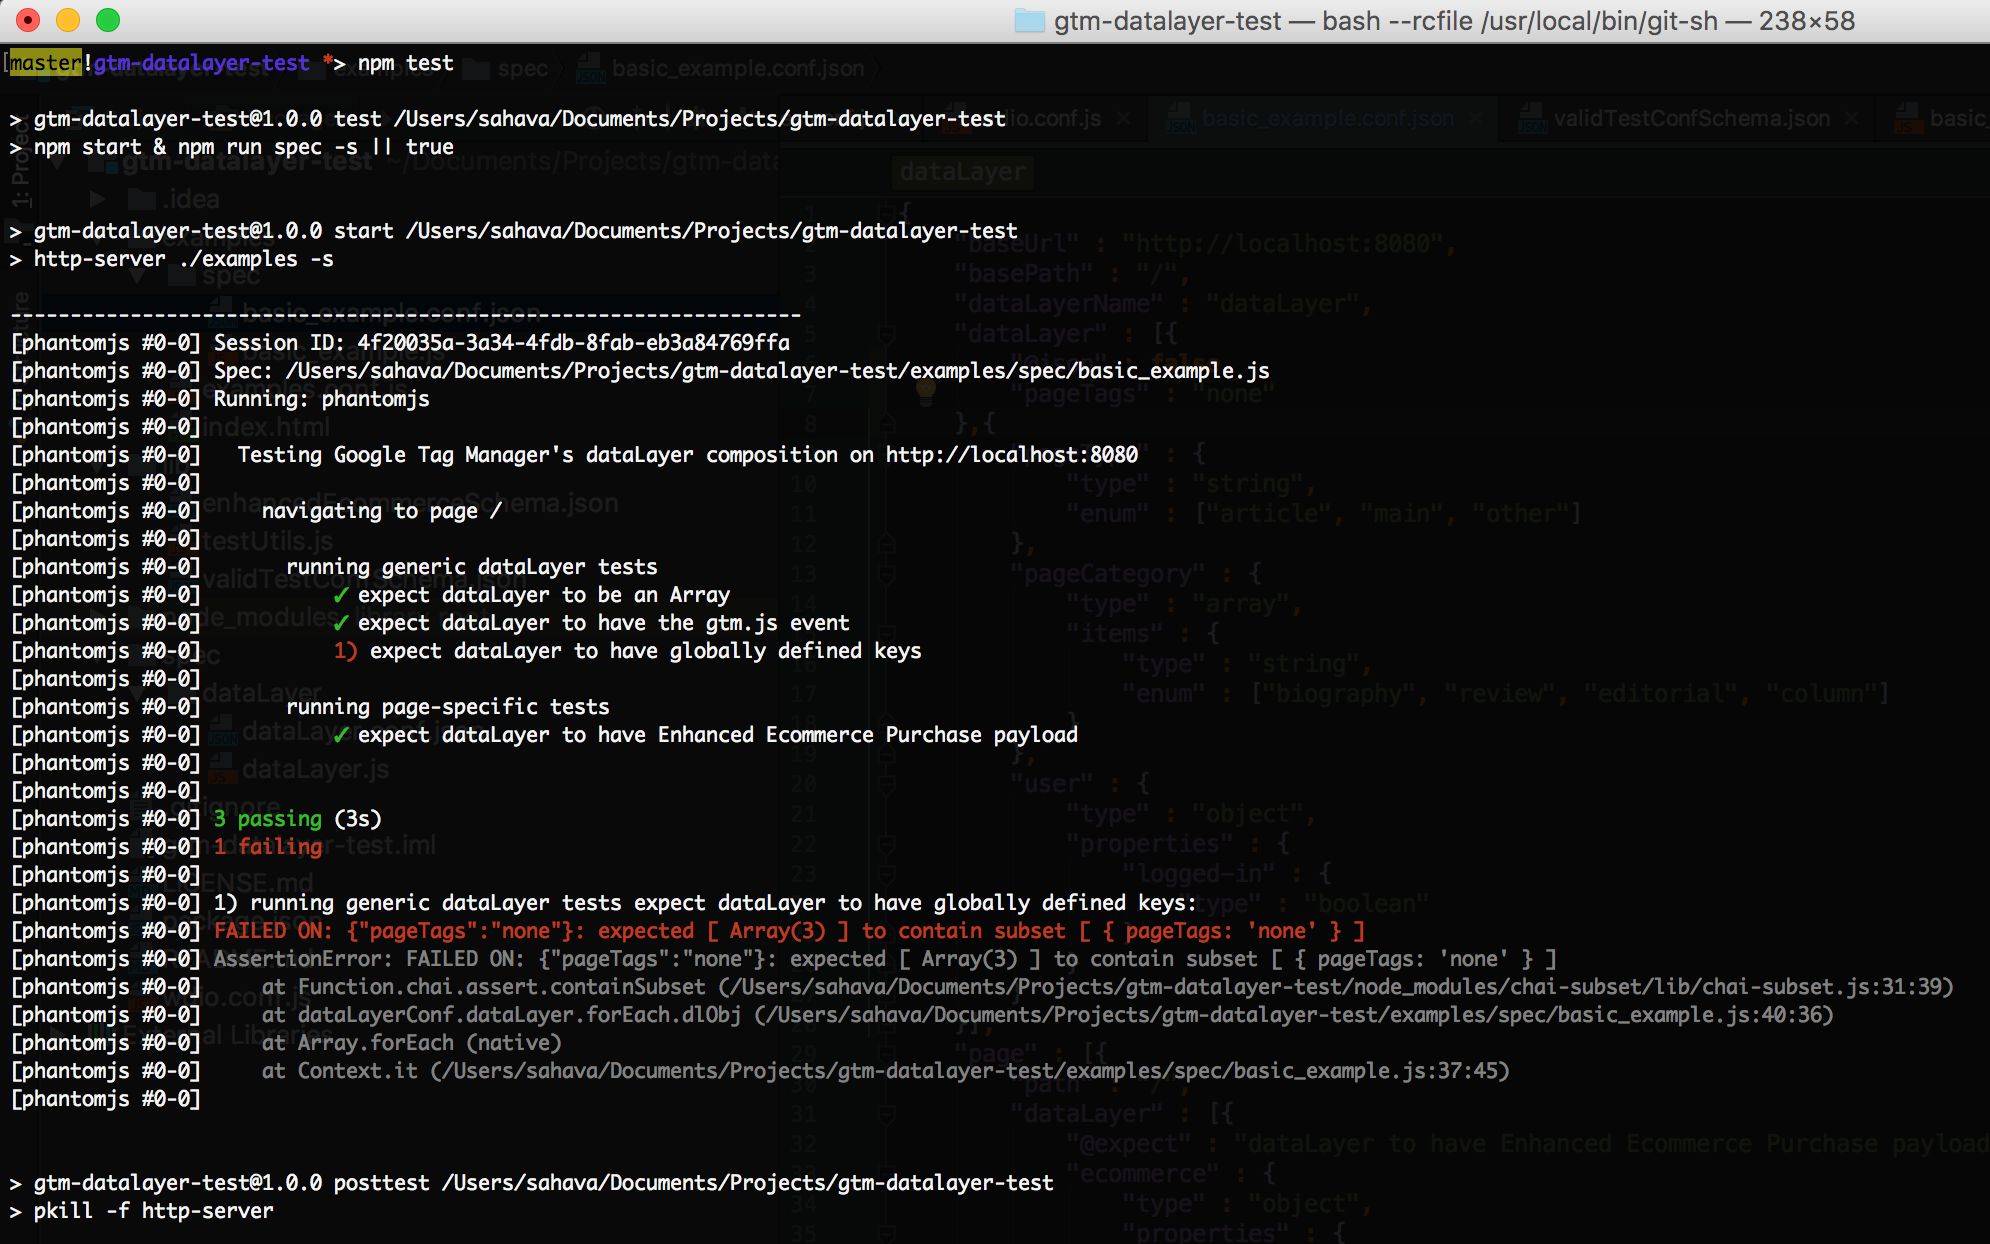 gtm-datalayer-test — bash --rcfile /usr/local/bin/git-sh — 238×58
[master!gtm-datalayer-test *> npm test
> gtm-datalayer-test@1.0.0 test /Users/sahava/Documents/Projects/gtm-datalayer-test
> npm start & npm run spec -s || true
> gtm-datalayer-test@1.0.0 start /Users/sahava/Documents/Projects/gtm-datalayer-test
> http-server ./examples -s
------------------------------------------------------------------
[phantomjs #0-0] Session ID: 4f20035a-3a34-4fdb-8fab-eb3a84769ffa
[phantomjs #0-0] Spec: /Users/sahava/Documents/Projects/gtm-datalayer-test/examples/spec/basic_example.js
[phantomjs #0-0] Running: phantomjs
[phantomjs #0-0]
[phantomjs #0-0] Testing Google Tag Manager's dataLayer composition on http://localhost:8080
[phantomjs #0-0]
[phantomjs #0-0] navigating to page /
[phantomjs #0-0]
[phantomjs #0-0] running generic dataLayer tests
[phantomjs #0-0] ✓ expect dataLayer to be an Array
[phantomjs #0-0] ✓ expect dataLayer to have the gtm.js event
[phantomjs #0-0] 1) expect dataLayer to have globally defined keys
[phantomjs #0-0]
[phantomjs #0-0] running page-specific tests
[phantomjs #0-0] ✓ expect dataLayer to have Enhanced Ecommerce Purchase payload
[phantomjs #0-0]
[phantomjs #0-0]
[phantomjs #0-0] 3 passing (3s)
[phantomjs #0-0] 1 failing
[phantomjs #0-0]
[phantomjs #0-0] 1) running generic dataLayer tests expect dataLayer to have globally defined keys:
[phantomjs #0-0] FAILED ON: {"pageTags":"none"}: expected [ Array(3) ] to contain subset [ { pageTags: 'none' } ]
[phantomjs #0-0] AssertionError: FAILED ON: {"pageTags":"none"}: expected [ Array(3) ] to contain subset [ { pageTags: 'none' } ]
[phantomjs #0-0] at Function.chai.assert.containSubset (/Users/sahava/Documents/Projects/gtm-datalayer-test/node_modules/chai-subset/lib/chai-subset.js:31:39)
[phantomjs #0-0] at dataLayerConf.dataLayer.forEach.dlObj (/Users/sahava/Documents/Projects/gtm-datalayer-test/examples/spec/basic_example.js:40:36)
[phantomjs #0-0] at Array.forEach (native)
[phantomjs #0-0] at Context.it (/Users/sahava/Documents/Projects/gtm-datalayer-test/examples/spec/basic_example.js:37:45)
[phantomjs #0-0]
> gtm-datalayer-test@1.0.0 posttest /Users/sahava/Documents/Projects/gtm-datalayer-test
> pkill -f http-server